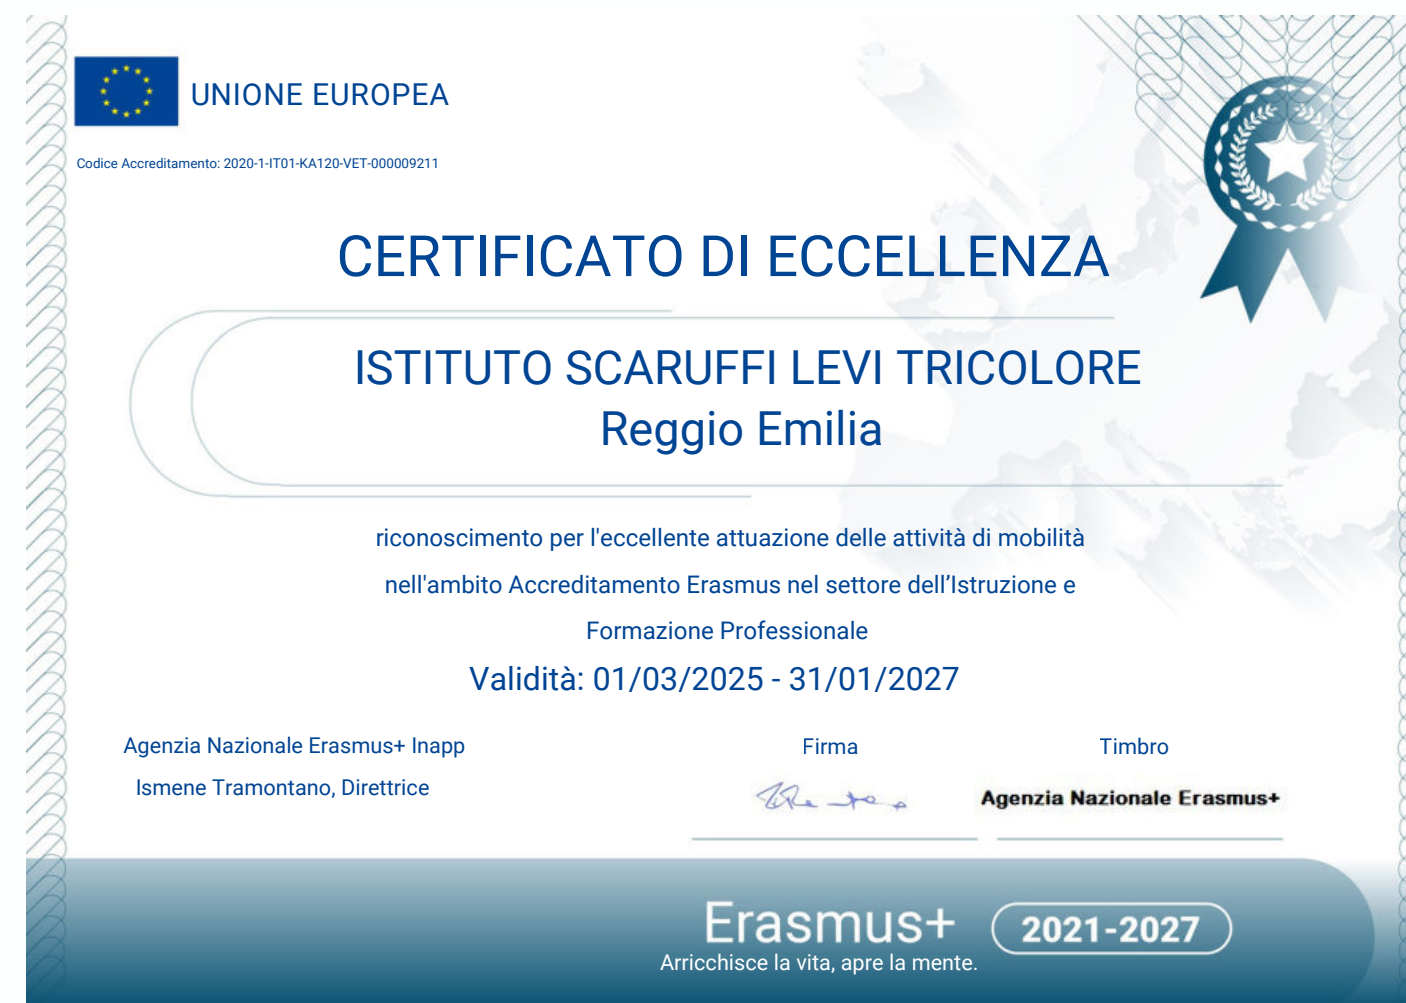 UNIONE EUROPEA
Codice Accreditamento: 2020-1-IT01-KA120-VET-000009211
CERTIFICATO DI ECCELLENZA
ISTITUTO SCARUFFI LEVI TRICOLORE
Reggio Emilia
riconoscimento per l'eccellente attuazione delle attività di mobilità
nell'ambito Accreditamento Erasmus nel settore dell’Istruzione e
Formazione Professionale
Validità: 01/03/2025 - 31/01/2027
Agenzia Nazionale Erasmus+ Inapp
Ismene Tramontano, Direttrice
Firma
Timbro
Agenzia Nazionale Erasmus+
Erasmus+
2021-2027
Arricchisce la vita, apre la mente.